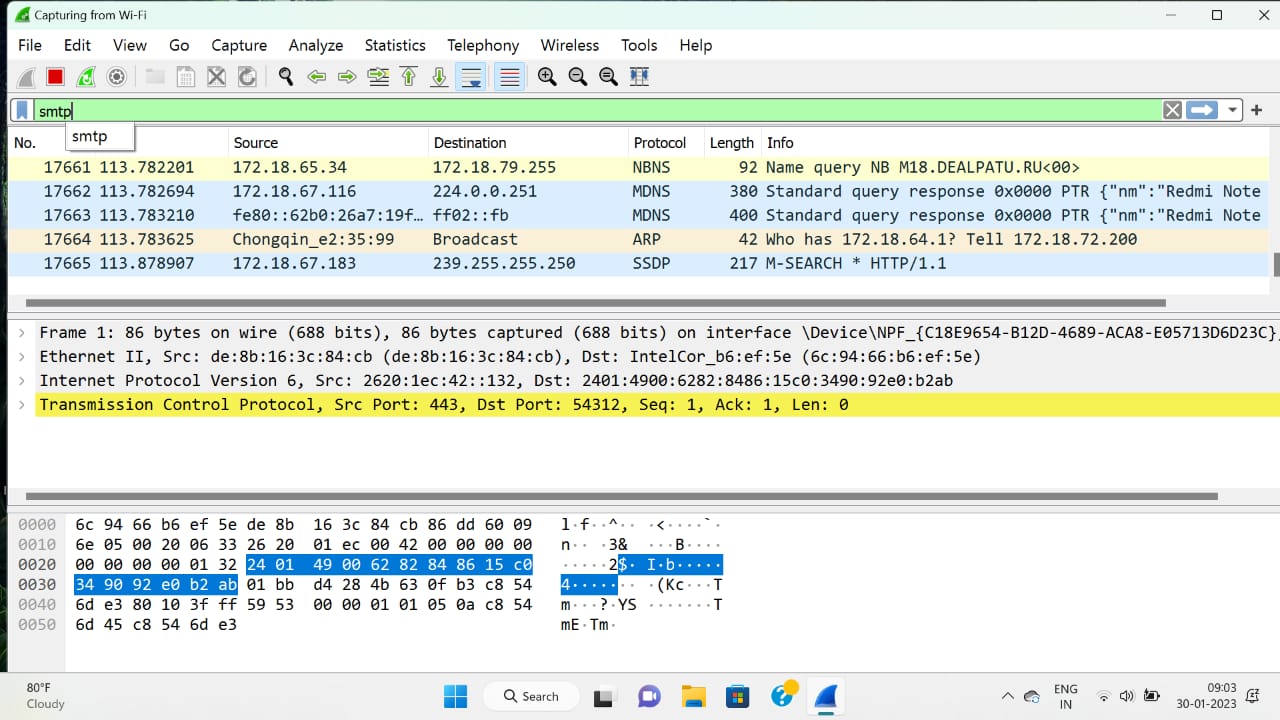 Capturing from Wi-Fi
File Edit View Go Capture Analyze Statistics Telephony Wireless Tools Help
smtp
smtp
No. Source Destination Protocol Length Info
17661 113.782201 172.18.65.34 172.18.79.255 NBNS 92 Name query NB M18.DEALPATU.RU<00>
17662 113.782694 172.18.67.116 224.0.0.251 MDNS 380 Standard query response 0x0000 PTR {"nm":"Redmi Note
17663 113.783210 fe80::62b0:26a7:19f… ff02::fb MDNS 400 Standard query response 0x0000 PTR {"nm":"Redmi Note
17664 113.783625 Chongqin_e2:35:99 Broadcast ARP 42 Who has 172.18.64.1? Tell 172.18.72.200
17665 113.878907 172.18.67.183 239.255.255.250 SSDP 217 M-SEARCH * HTTP/1.1
Frame 1: 86 bytes on wire (688 bits), 86 bytes captured (688 bits) on interface \Device\NPF_{C18E9654-B12D-4689-ACA8-E05713D6D23C}
Ethernet II, Src: de:8b:16:3c:84:cb (de:8b:16:3c:84:cb), Dst: IntelCor_b6:ef:5e (6c:94:66:b6:ef:5e)
Internet Protocol Version 6, Src: 2620:1ec:42::132, Dst: 2401:4900:6282:8486:15c0:3490:92e0:b2ab
Transmission Control Protocol, Src Port: 443, Dst Port: 54312, Seq: 1, Ack: 1, Len: 0
0000 6c 94 66 b6 ef 5e de 8b 16 3c 84 cb 86 dd 60 09 l·f··^·· ·<····`·
0010 6e 05 00 20 06 33 26 20 01 ec 00 42 00 00 00 00 n·· ·3& ···B····
0020 00 00 00 00 01 32 24 01 49 00 62 82 84 86 15 c0 ·····2$· I·b·····
0030 34 90 92 e0 b2 ab 01 bb d4 28 4b 63 0f b3 c8 54 4······· ·(Kc···T
0040 6d e3 80 10 3f ff 59 53 00 00 01 01 05 0a c8 54 m···?·YS ·······T
0050 6d 45 c8 54 6d e3 mE·Tm·
80°F
Cloudy
Search
ENG
IN
09:03
30-01-2023